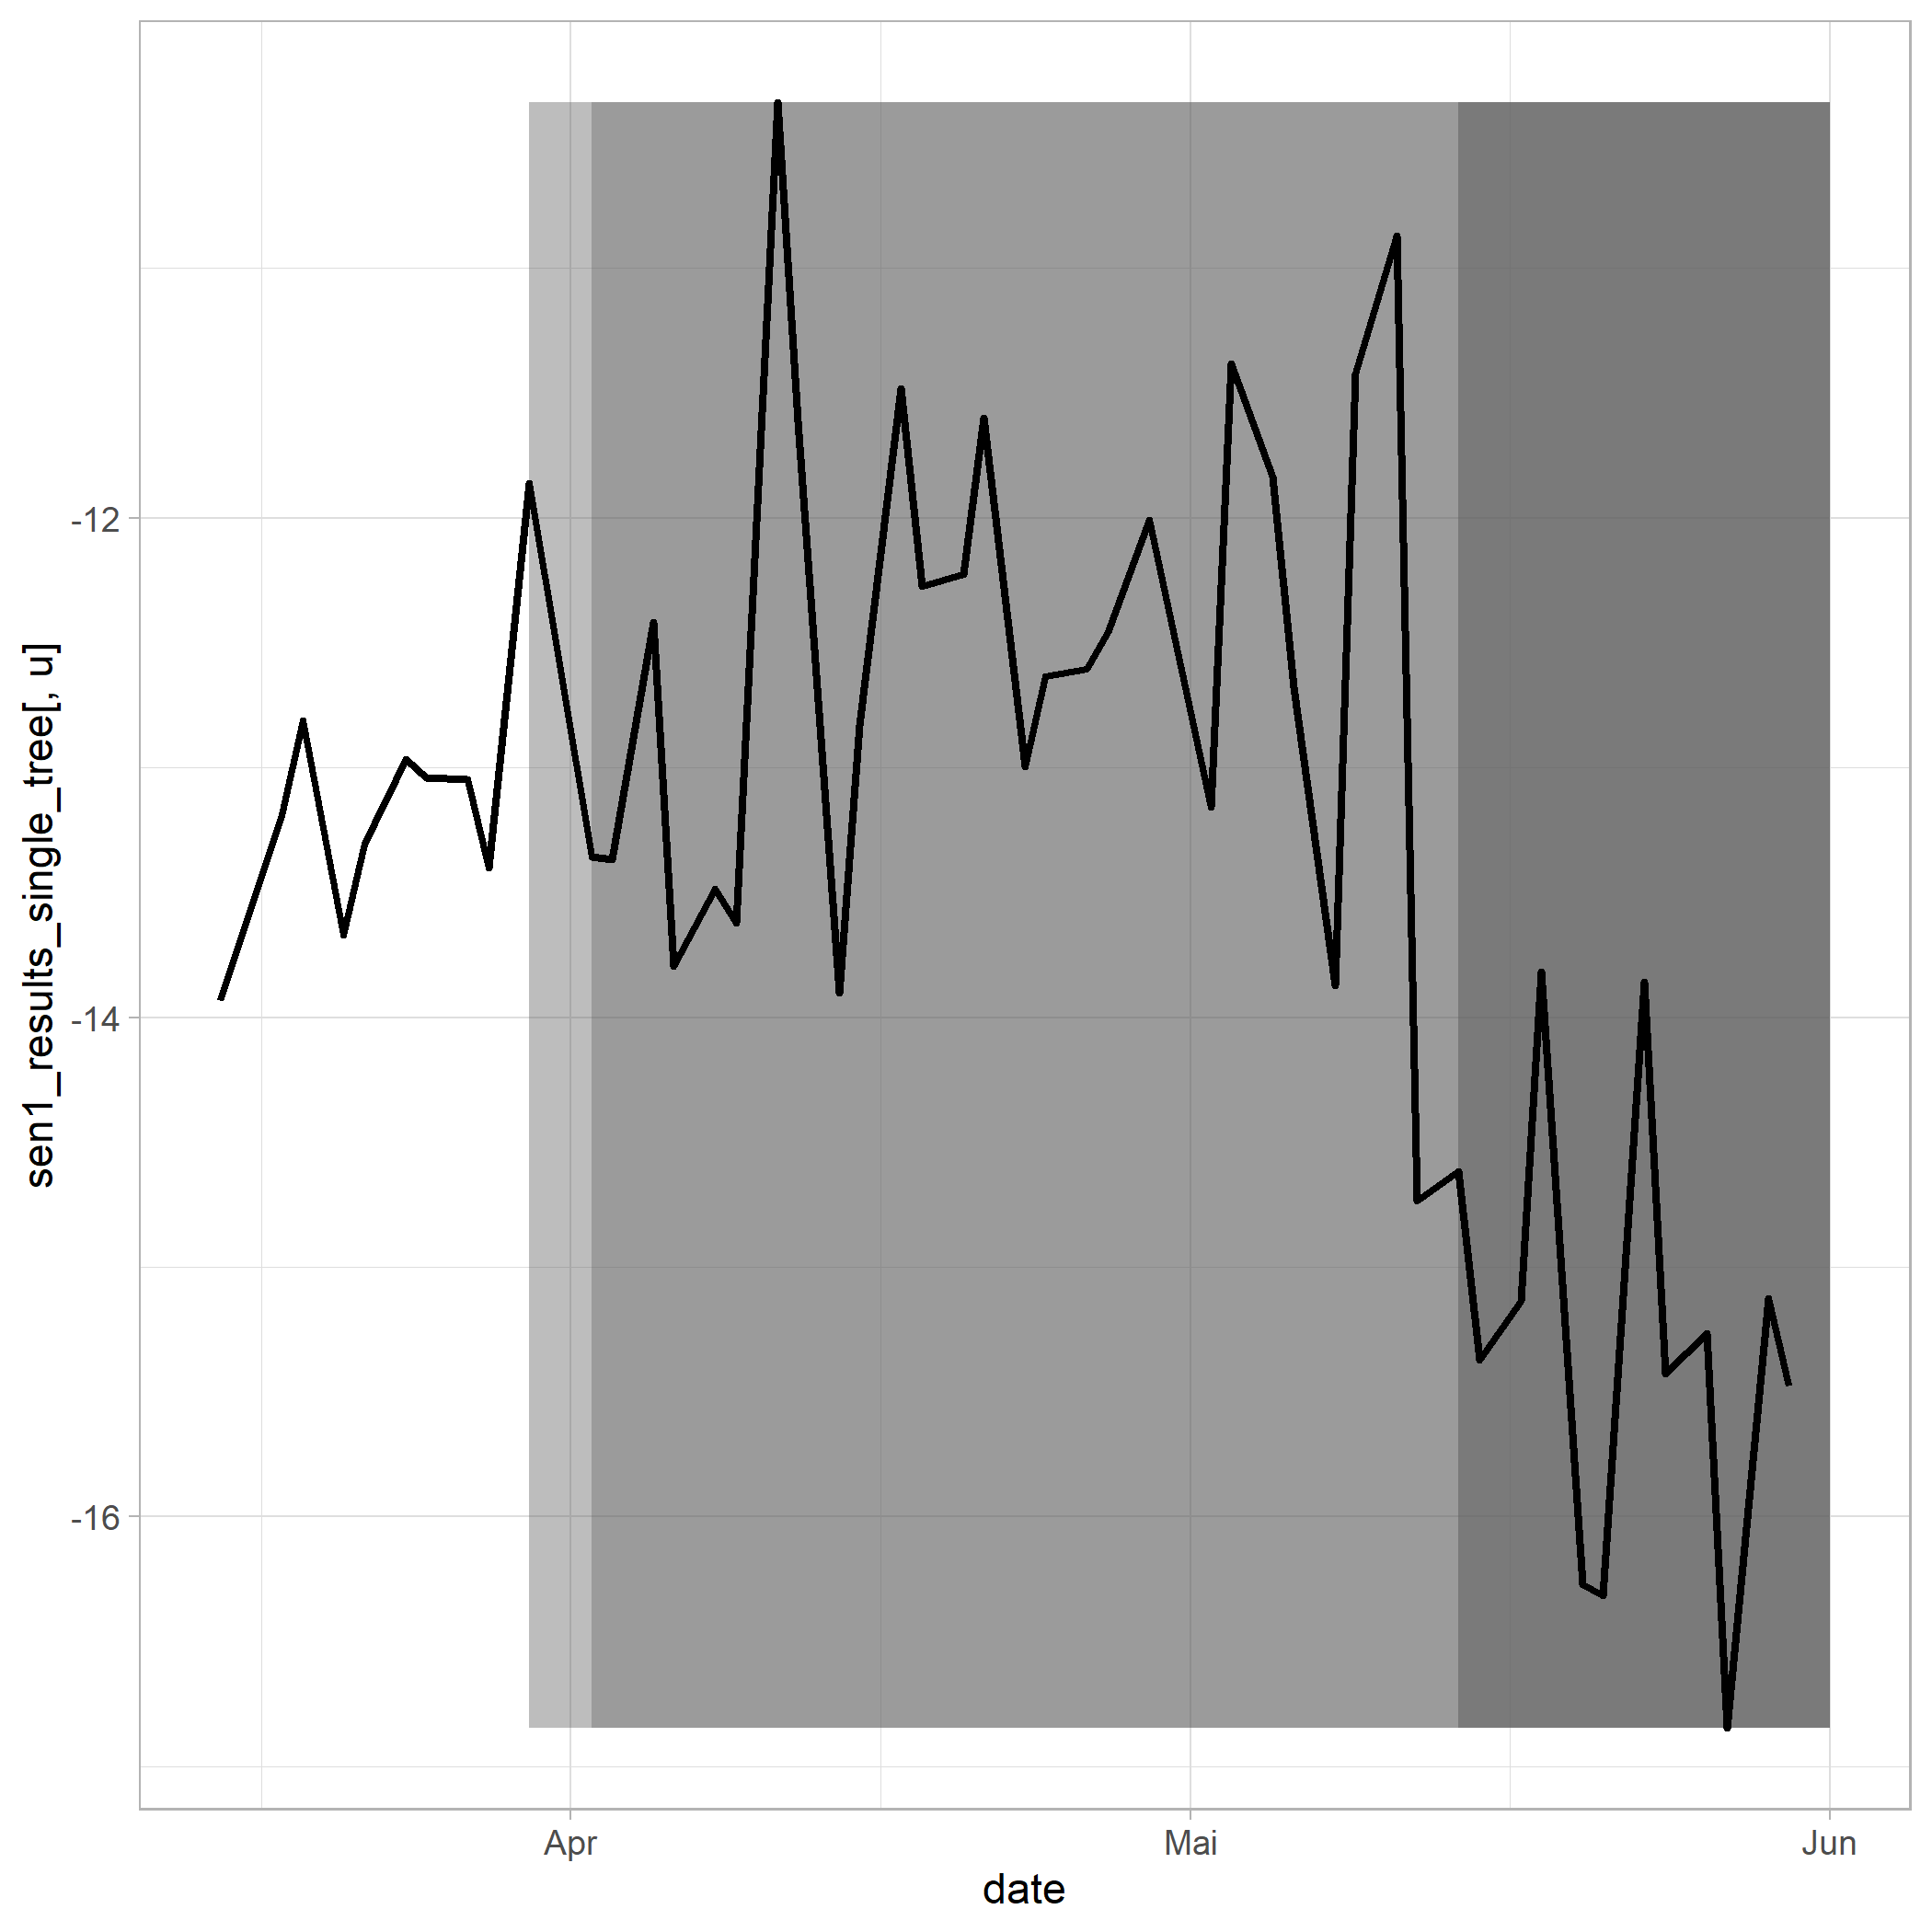 sen1_results_single_tree[, u]
-12
-14
-16
Apr
Mai
Jun
date